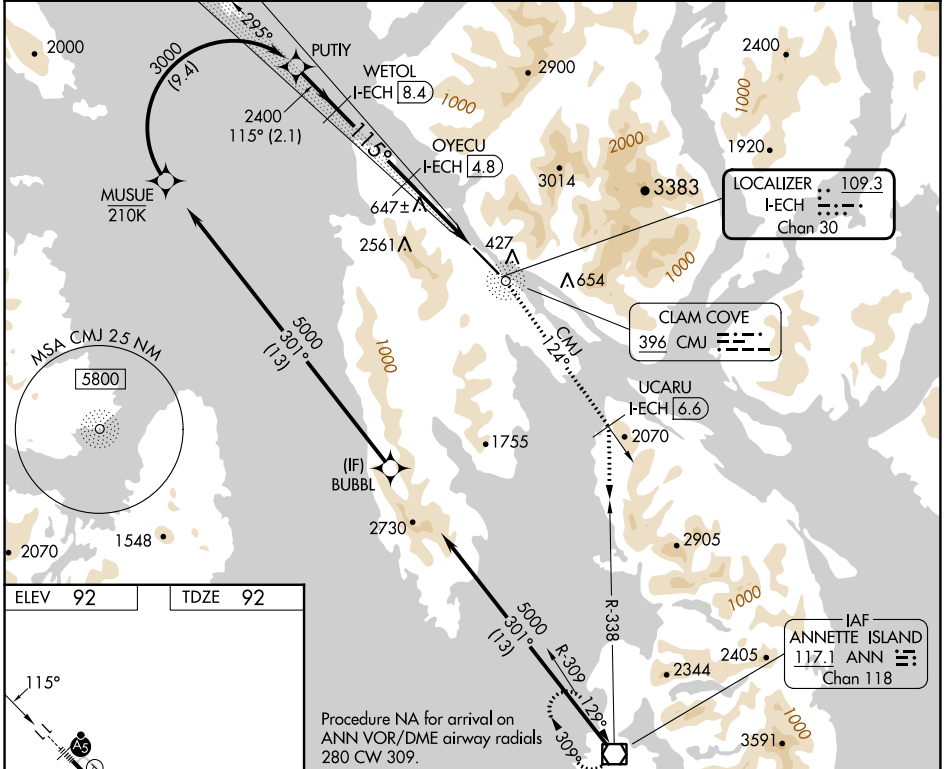 2000
295°
PUTIY
3000
(9.4)
WETOL
I-ECH 8.4
2900
2400
1000
1000
2400
115° (2.1)
115°
OYECU
I-ECH 4.8
2000
1920
3014
3383
MUSUE
210K
647±
LOCALIZER 109.3
I-ECH
Chan 30
2561
427
654
1000
CLAM COVE
396 CMJ
5000
301°
(13)
1000
CMJ
124°
MSA CMJ 25 NM
5800
UCARU
I-ECH 6.6
2070
1755
(IF)
BUBBL
2730
2070
1548
2905
1000
ELEV 92
TDZE 92
5000
301°
(13)
R-338
R-309
129°
309°
2344
2405
IAF
ANNETTE ISLAND
117.1 ANN
Chan 118
115°
A5
Procedure NA for arrival on
ANN VOR/DME airway radials
280 CW 309.
3591
1000